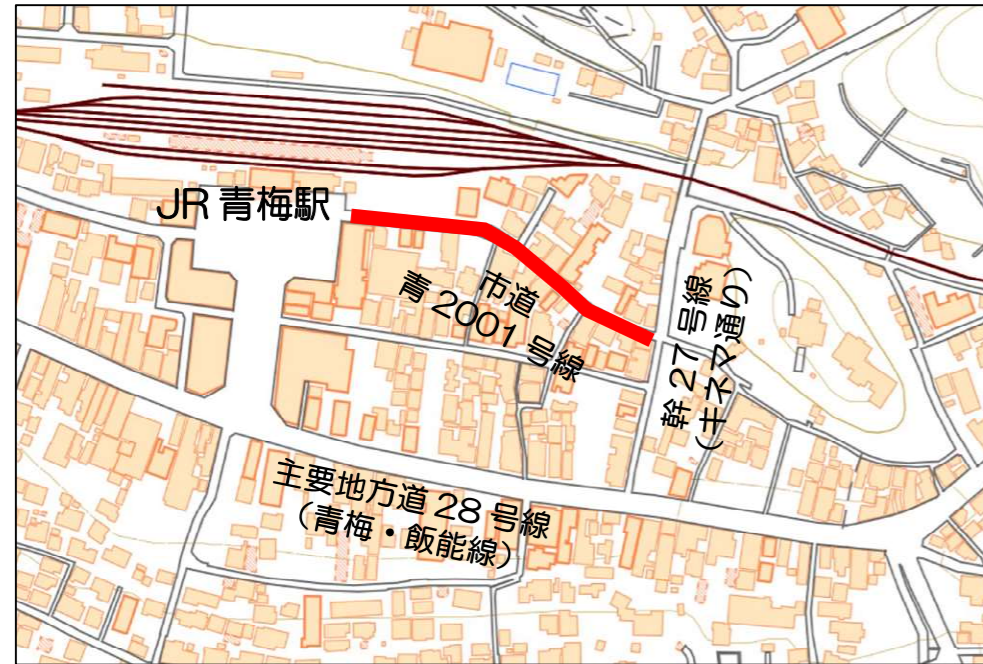 JR 青梅駅
市道
青 2001 号線
幹 27 号線
（キネマ通り）
主要地方道 28 号線
（青梅・飯能線）